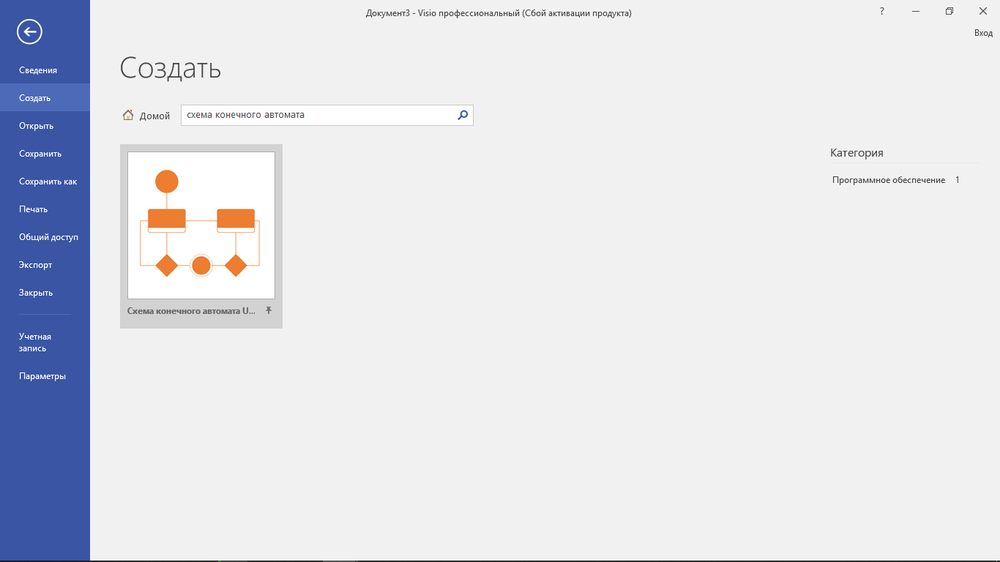 Документ3 - Visio профессиональный (Сбой активации продукта)
?
Вход
Сведения
Создать
Открыть
Сохранить
Сохранить как
Печать
Общий доступ
Экспорт
Закрыть
Учетная
запись
Параметры
Создать
Домой
схема конечного автомата
Схема конечного автомата U...
Категория
Программное обеспечение 1